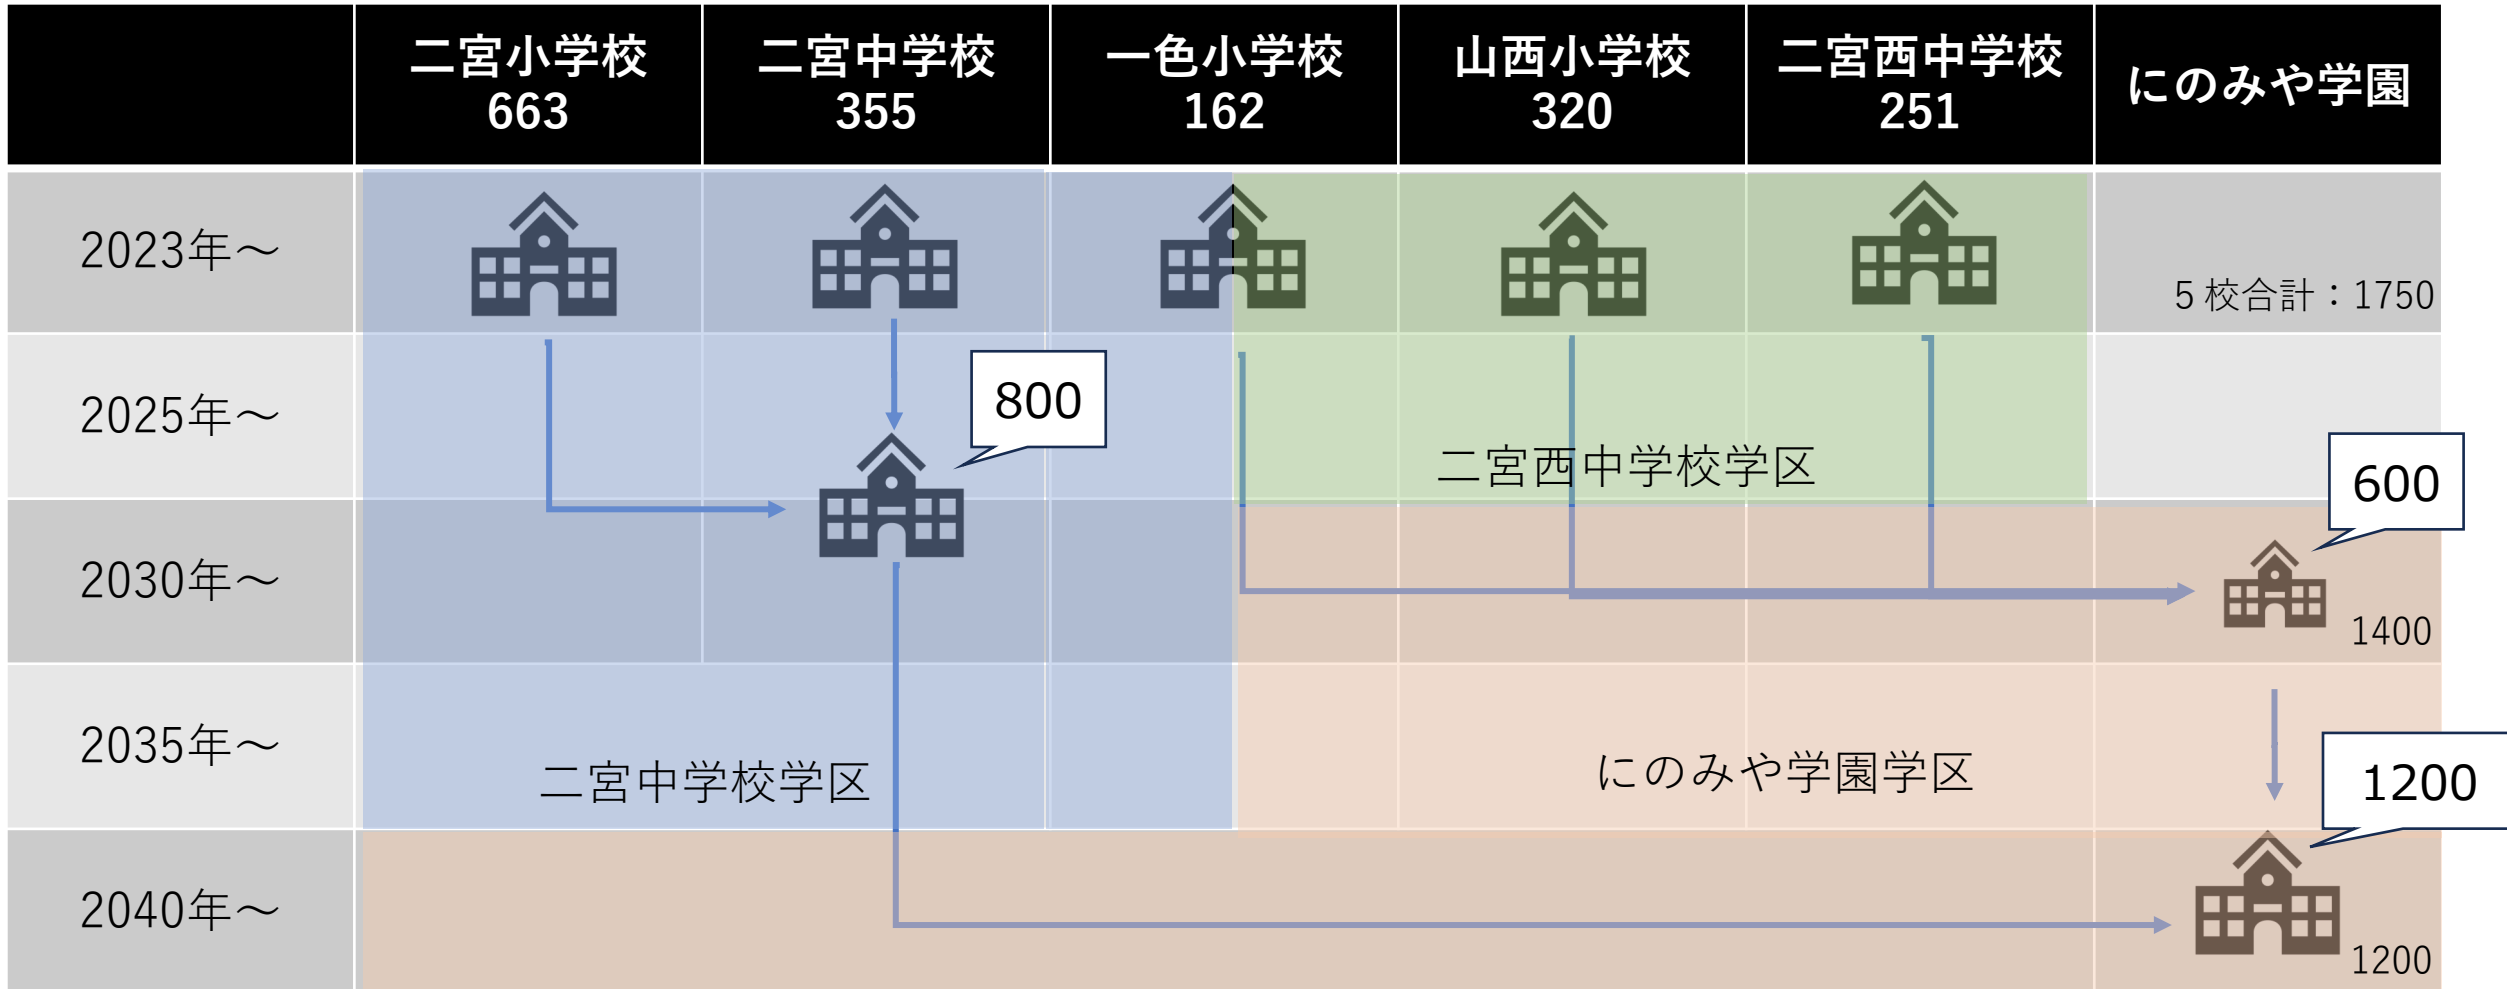 二宮小学校
663
二宮中学校
355
一色小学校
162
山西小学校
320
二宮西中学校
251
にのみや学園
2023年～
5 校合計：1750
2025年～
800
二宮西中学校学区
600
2030年～
1400
2035年～
二宮中学校学区
にのみや学園学区
1200
2040年～
1200